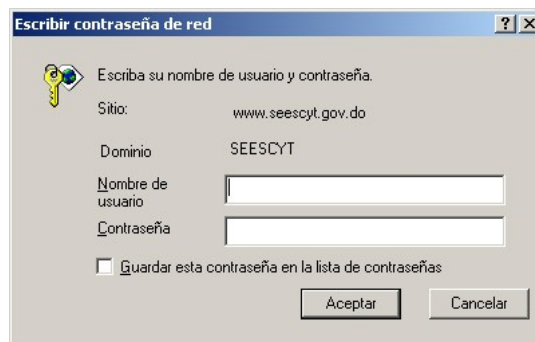 Escribir contraseña de red
Escriba su nombre de usuario y contraseña.
Sitio: www.seescyt.gov.do
Dominio SEESCYT
Nombre de
usuario
Contraseña
Guardar esta contraseña en la lista de contraseñas
Aceptar Cancelar